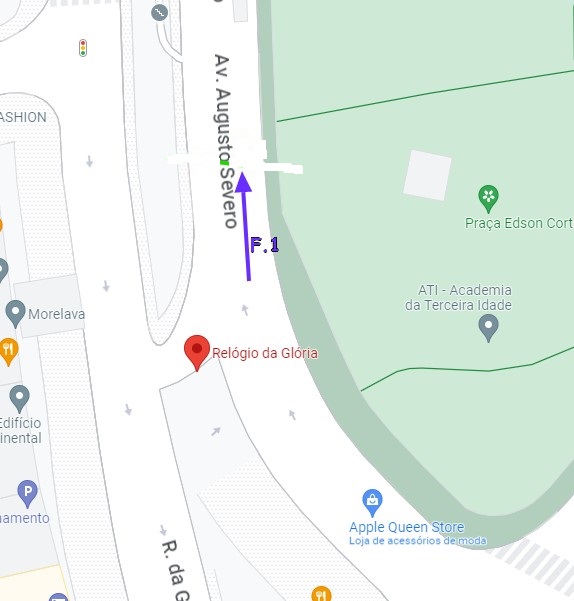 Av. Augusto Severo
ASHION
Praça Edson Cort
F.1
ATI - Academia
da Terceira Idade
Morelava
Relógio da Glória
Edifício
inental
P
namento
Apple Queen Store
Loja de acessórios de moda
R. da G